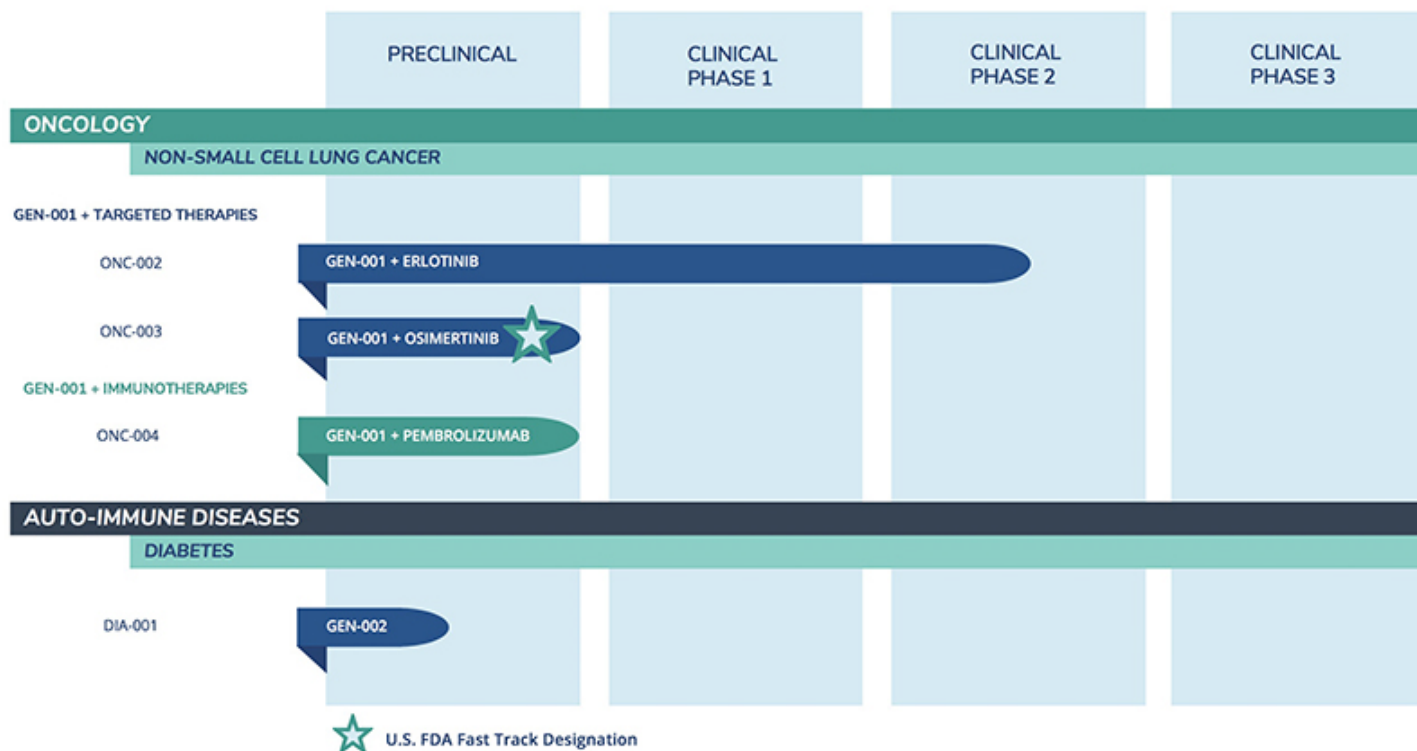 PRECLINICAL
CLINICAL
PHASE 1
CLINICAL
PHASE 2
CLINICAL
PHASE 3
ONCOLOGY
NON-SMALL CELL LUNG CANCER
GEN-001 + TARGETED THERAPIES
ONC-002
GEN-001 + ERLOTINIB
ONC-003
GEN-001 + OSIMERTINIB
GEN-001 + IMMUNOTHERAPIES
ONC-004
GEN-001 + PEMBROLIZUMAB
AUTO-IMMUNE DISEASES
DIABETES
DIA-001
GEN-002
U.S. FDA Fast Track Designation